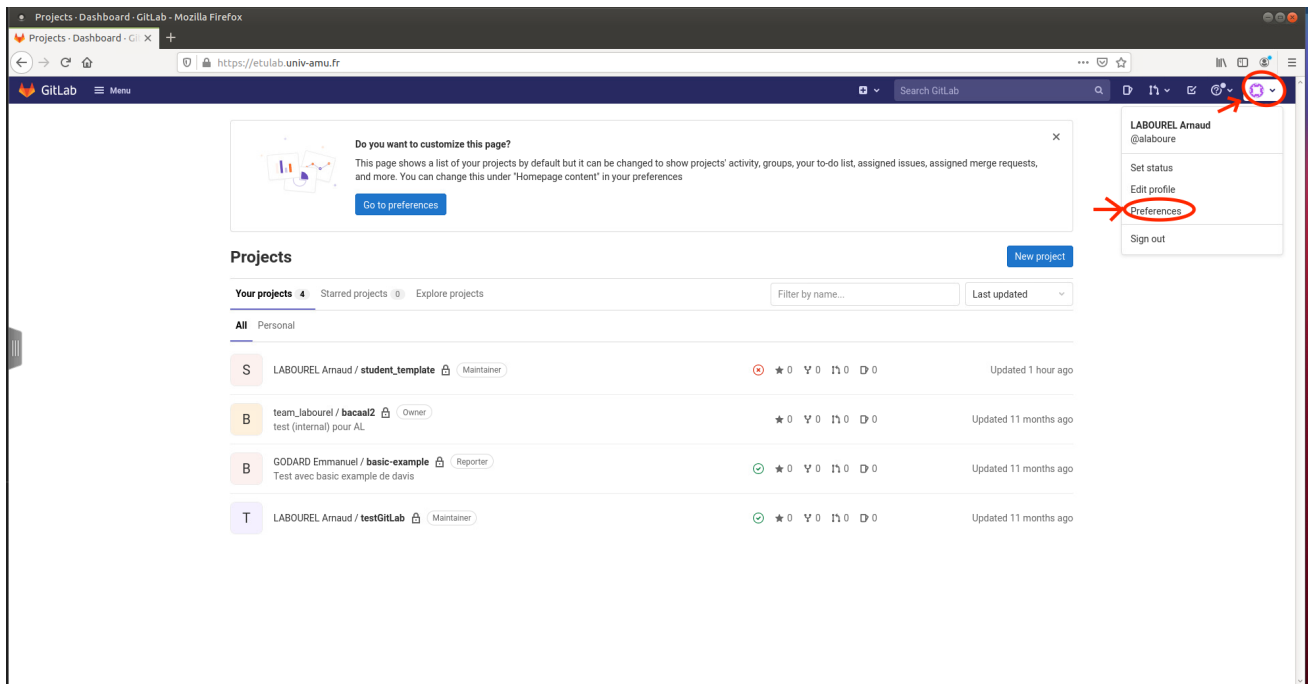 Projects · Dashboard · GitLab - Mozilla Firefox
Projects · Dashboard · Gi
https://etulab.univ-amu.fr
GitLab Menu Search GitLab
LABOUREL Arnaud
@alaboure
Set status
Edit profile
Preferences
Sign out
Do you want to customize this page?
This page shows a list of your projects by default but it can be changed to show projects' activity, groups, your to-do list, assigned issues, assigned merge requests,
and more. You can change this under "Homepage content" in your preferences
Go to preferences
Projects
New project
Your projects 4 Starred projects 0 Explore projects Filter by name... Last updated
All Personal
S LABOUREL Arnaud / student_template Maintainer 0 0 0 0 Updated 1 hour ago
B team_labourel / bacaal2 Owner 0 0 0 0 Updated 11 months ago
test (internal) pour AL
B GODARD Emmanuel / basic-example Reporter 0 0 0 0 Updated 11 months ago
Test avec basic example de davis
T LABOUREL Arnaud / testGitLab Maintainer 0 0 0 0 Updated 11 months ago